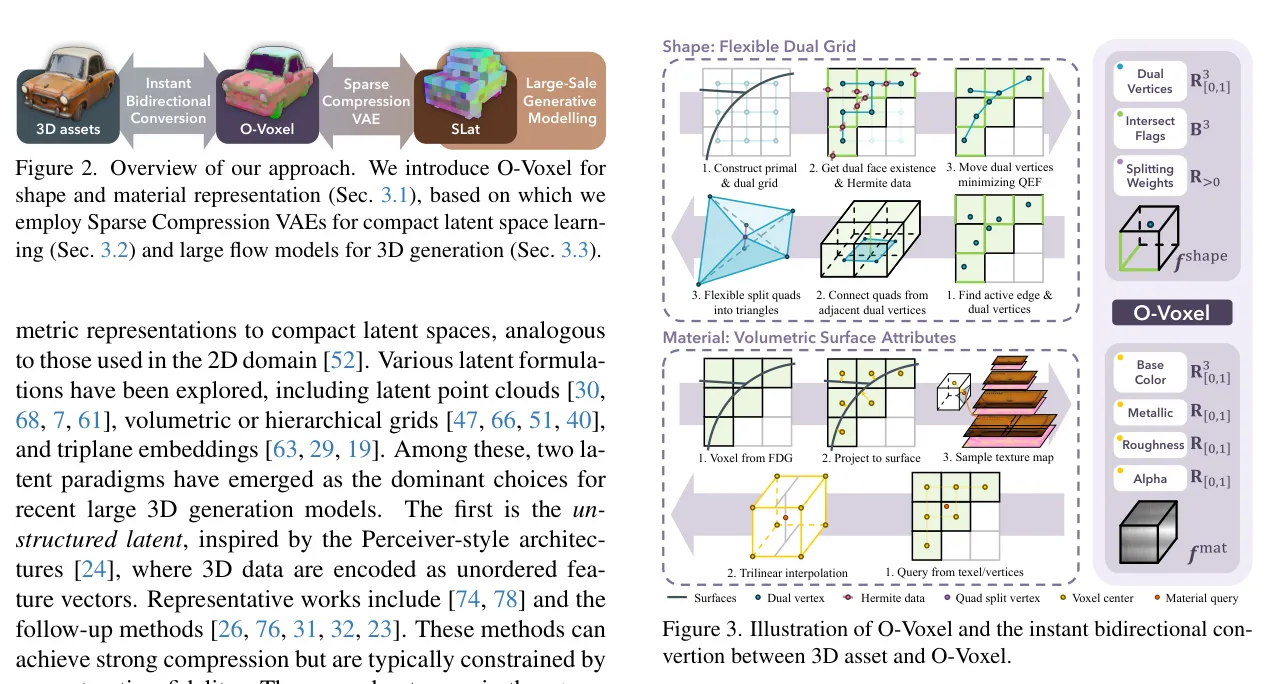 3D assets
Instant
Bidirectional
Conversion
O-Voxel
Sparse
Compression
VAE
SLat
Large-Sale
Generative
Modelling
Figure 2. Overview of our approach. We introduce O-Voxel for
shape and material representation (Sec. 3.1), based on which we
employ Sparse Compression VAEs for compact latent space learn-
ing (Sec. 3.2) and large flow models for 3D generation (Sec. 3.3).
metric representations to compact latent spaces, analogous
to those used in the 2D domain [52]. Various latent formula-
tions have been explored, including latent point clouds [30,
68, 7, 61], volumetric or hierarchical grids [47, 66, 51, 40],
and triplane embeddings [63, 29, 19]. Among these, two la-
tent paradigms have emerged as the dominant choices for
recent large 3D generation models. The first is the un-
structured latent, inspired by the Perceiver-style architec-
tures [24], where 3D data are encoded as unordered fea-
ture vectors. Representative works include [74, 78] and the
follow-up methods [26, 76, 31, 32, 23]. These methods can
achieve strong compression but are typically constrained by
Shape: Flexible Dual Grid
1. Construct primal
& dual grid
2. Get dual face existence
& Hermite data
3. Move dual vertices
minimizing QEF
3. Flexible split quads
into triangles
2. Connect quads from
adjacent dual vertices
1. Find active edge &
dual vertices
Material: Volumetric Surface Attributes
1. Voxel from FDG
2. Project to surface
3. Sample texture map
2. Trilinear interpolation
1. Query from texel/vertices
Surfaces
Dual vertex
Hermite data
Quad split vertex
Voxel center
Material query
Dual
Vertices
R^3_[0,1]
Intersect
Flags
B^3
Splitting
Weights
R_>0
f^shape
O-Voxel
Base
Color
R^3_[0,1]
Metallic
R_[0,1]
Roughness
R_[0,1]
Alpha
R_[0,1]
f^mat
Figure 3. Illustration of O-Voxel and the instant bidirectional con-
vertion between 3D asset and O-Voxel.